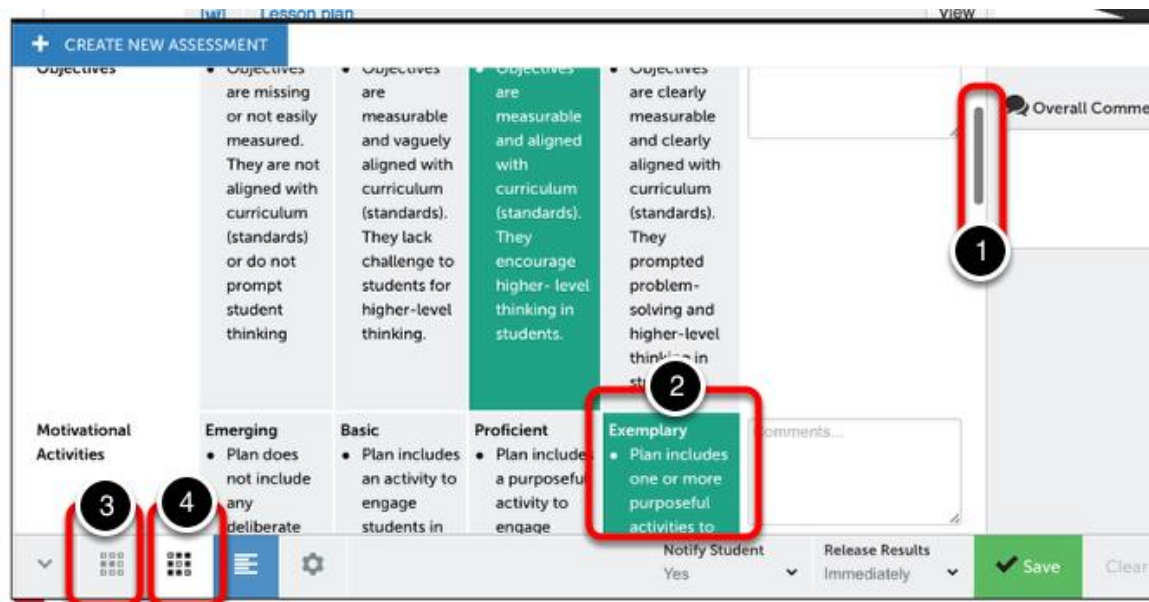 [w] Lesson plan View
+ CREATE NEW ASSESSMENT
Objectives
• Objectives
are missing
or not easily
measured.
They are not
aligned with
curriculum
(standards)
or do not
prompt
student
thinking
• Objectives
are
measurable
and vaguely
aligned with
curriculum
(standards).
They lack
challenge to
students for
higher-level
thinking.
• Objectives
are
measurable
and aligned
with
curriculum
(standards).
They
encourage
higher- level
thinking in
students.
• Objectives
are clearly
measurable
and clearly
aligned with
curriculum
(standards).
They
prompted
problem-
solving and
higher-level
thinking in
Overall Comme
1
2
Motivational
Activities
Emerging
• Plan does
not include
any
deliberate
Basic
• Plan includes
an activity to
engage
students in
Proficient
• Plan includes
a purposeful
activity to
engage
Exemplary
• Plan includes
one or more
purposeful
activities to
Comments...
3
4
Notify Student
Yes
Release Results
Immediately
Save
Clear